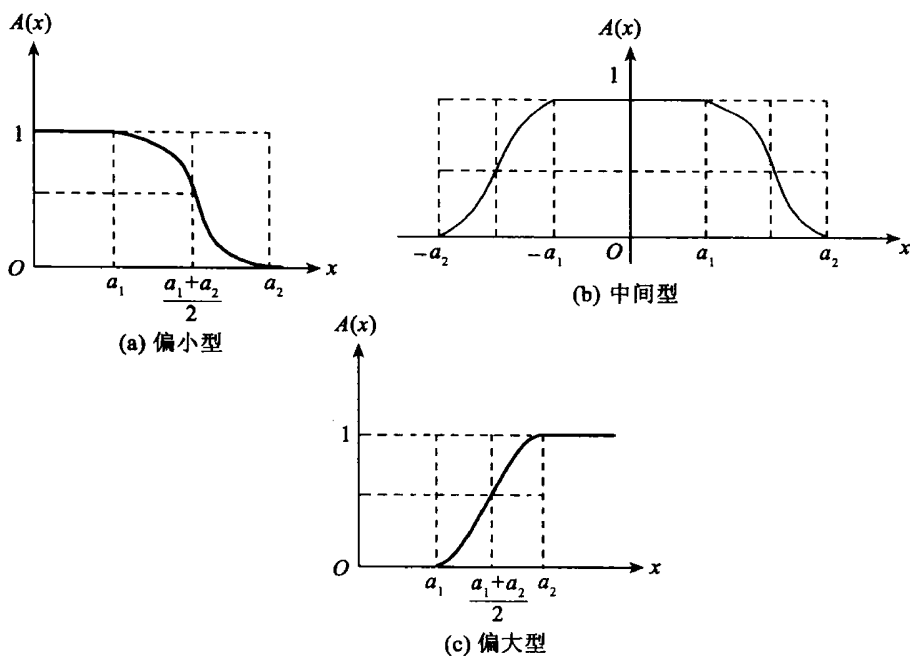 A(x)
1
O
a₁
a₁+a₂
2
a₂
x
(a) 偏小型
A(x)
1
−a₂
−a₁
O
a₁
a₂
x
(b) 中间型
A(x)
1
O
a₁
a₁+a₂
2
a₂
x
(c) 偏大型